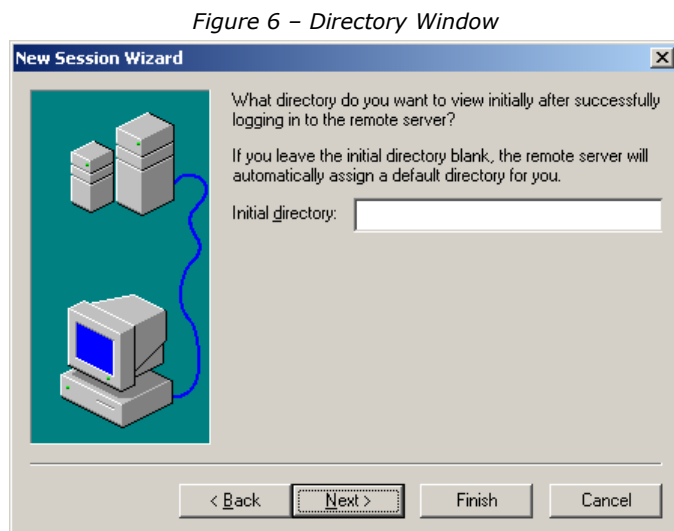 Figure 6 – Directory Window
New Session Wizard
What directory do you want to view initially after successfully
logging in to the remote server?
If you leave the initial directory blank, the remote server will
automatically assign a default directory for you.
Initial directory:
< Back Next > Finish Cancel